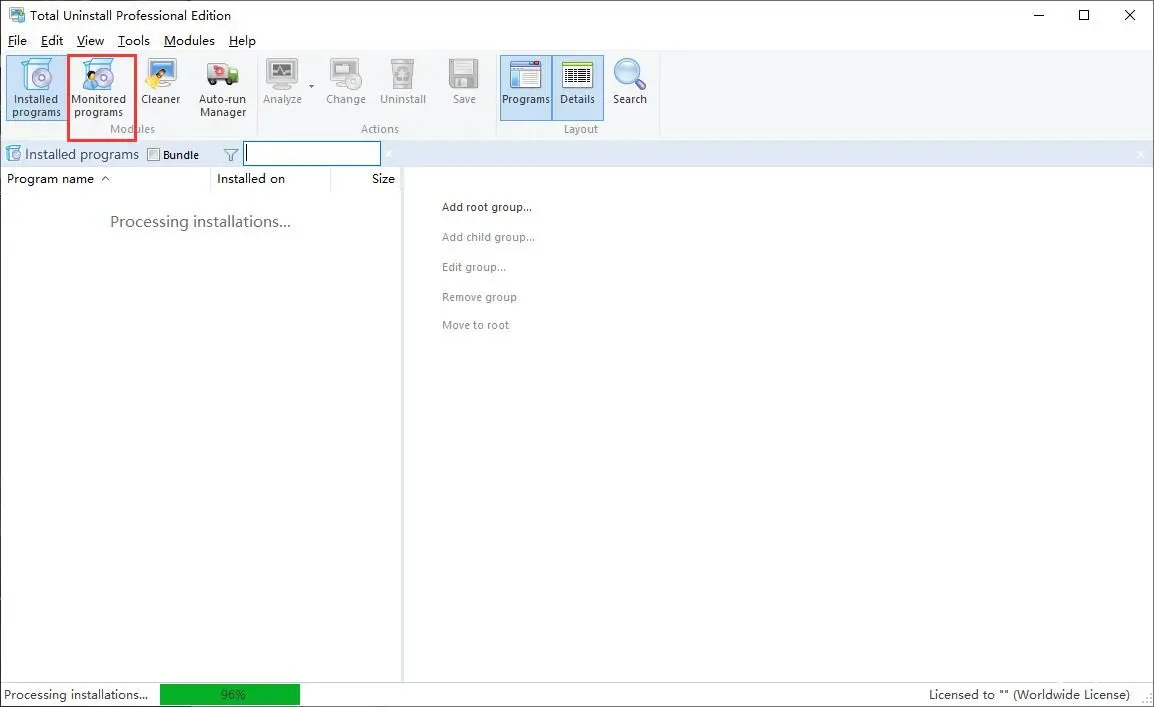 Total Uninstall Professional Edition
File Edit View Tools Modules Help
Installed programs
Monitored programs
Cleaner
Auto-run Manager
Analyze
Change
Uninstall
Save
Programs
Details
Search
Modules
Actions
Layout
Installed programs Bundle
Program name Installed on Size
Processing installations...
Add root group...
Add child group...
Edit group...
Remove group
Move to root
Processing installations... 96% Licensed to "" (Worldwide License)